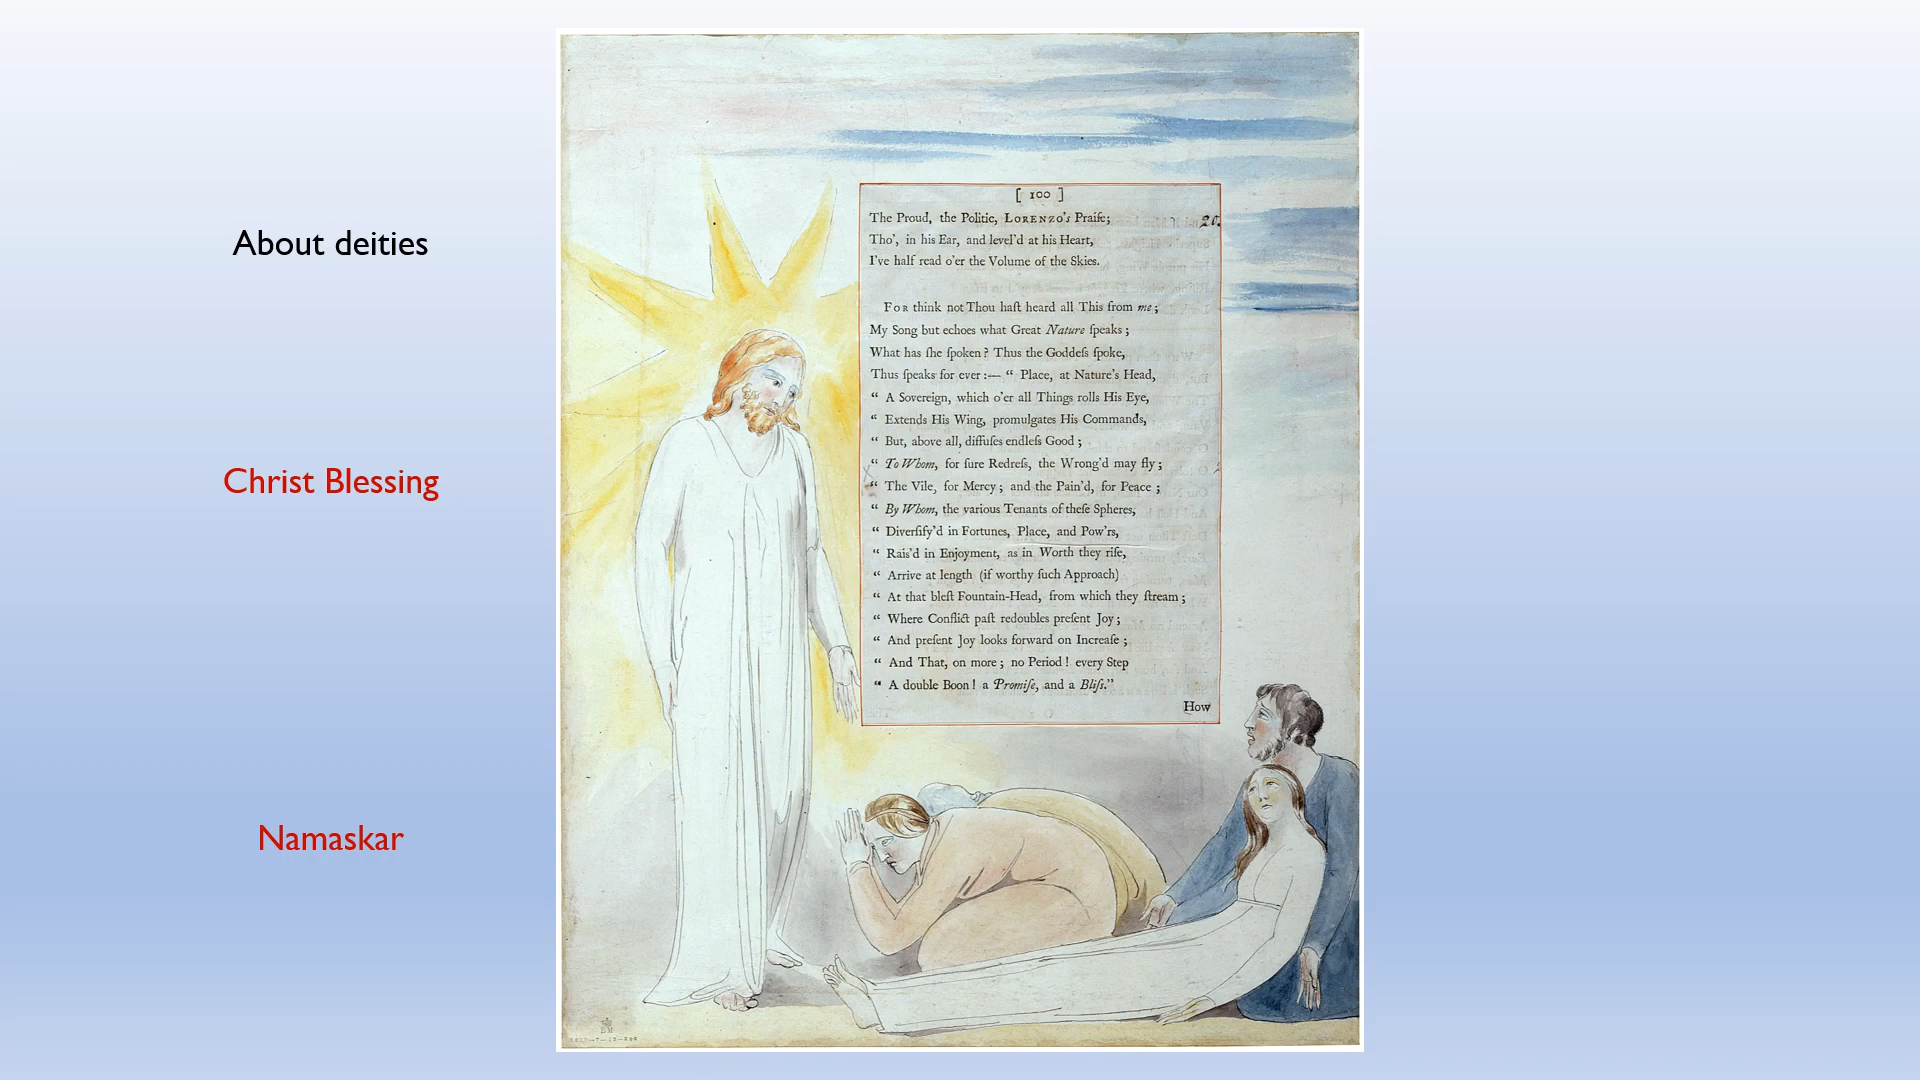 About deities
Christ Blessing
Namaskar
[ 100 ]
The Proud, the Politic, LORENZO's Praiſe;
20.
Tho', in his Ear, and level'd at his Heart,
I've half read o'er the Volume of the Skies.
FOR think not Thou haſt heard all This from me;
My Song but echoes what Great Nature ſpeaks;
What has ſhe ſpoken? Thus the Goddeſs ſpoke,
Thus ſpeaks for ever:— “ Place, at Nature's Head,
“ A Sovereign, which o'er all Things rolls His Eye,
“ Extends His Wing, promulgates His Commands,
“ But, above all, diffuſes endleſs Good;
“ To Whom, for ſure Redreſs, the Wrong'd may fly;
“ The Vile, for Mercy; and the Pain'd, for Peace;
“ By Whom, the various Tenants of theſe Spheres,
“ Diverſify'd in Fortunes, Place, and Pow'rs,
“ Rais'd in Enjoyment, as in Worth they riſe,
“ Arrive at length (if worthy ſuch Approach)
“ At that bleſt Fountain-Head, from which they ſtream;
“ Where Conflict paſt redoubles preſent Joy;
“ And preſent Joy looks forward on Increaſe;
“ And That, on more; no Period! every Step
“ A double Boon! a Promiſe, and a Bliſs.”
How